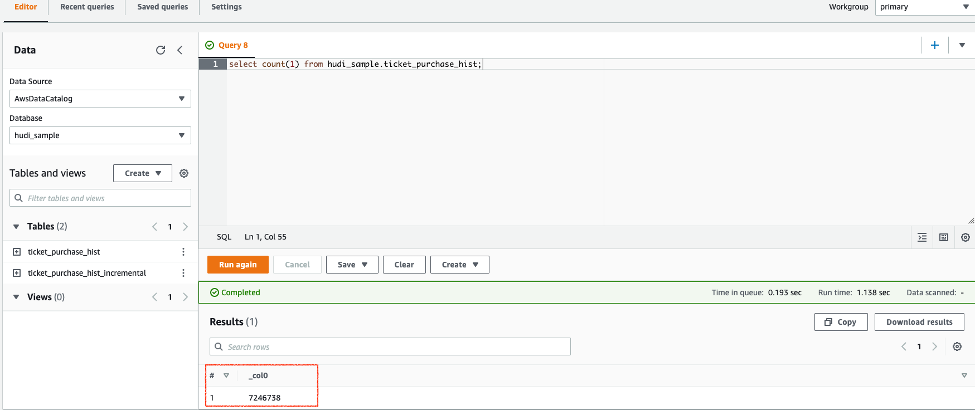 Editor Recent queries Saved queries Settings Workgroup primary
Data
Data Source
AwsDataCatalog
Database
hudi_sample
Tables and views Create
Filter tables and views
Tables (2) 1
ticket_purchase_hist
ticket_purchase_hist_incremental
Views (0) 1
Query 8
1 select count(1) from hudi_sample.ticket_purchase_hist;
SQL Ln 1, Col 55
Run again Cancel Save Clear Create
Completed Time in queue: 0.193 sec Run time: 1.138 sec Data scanned: -
Results (1) Copy Download results
Search rows 1
# _col0
1 7246738